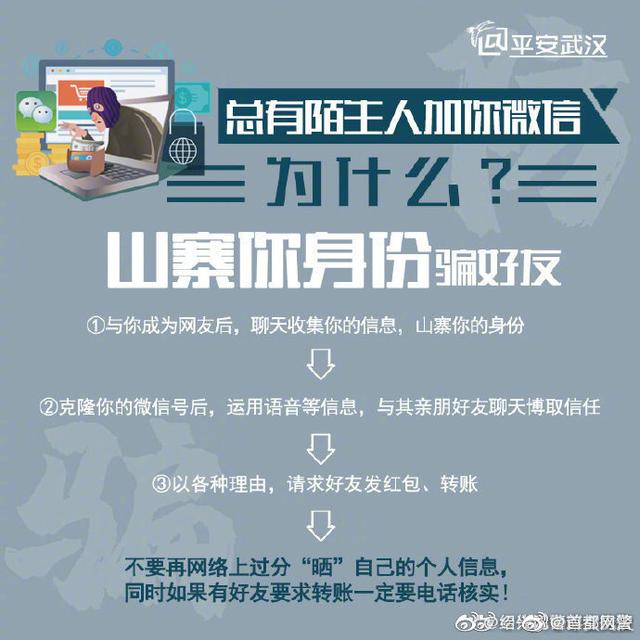 @平安武汉
总有陌生人加你微信
为什么?
山寨你身份骗好友
①与你成为网友后，聊天收集你的信息，山寨你的身份
②克隆你的微信号后，运用语音等信息，与其亲朋好友聊天博取信任
③以各种理由，请求好友发红包、转账
骗
不要再网络上过分“晒”自己的个人信息，
同时如果有好友要求转账一定要电话核实！
@首都网警